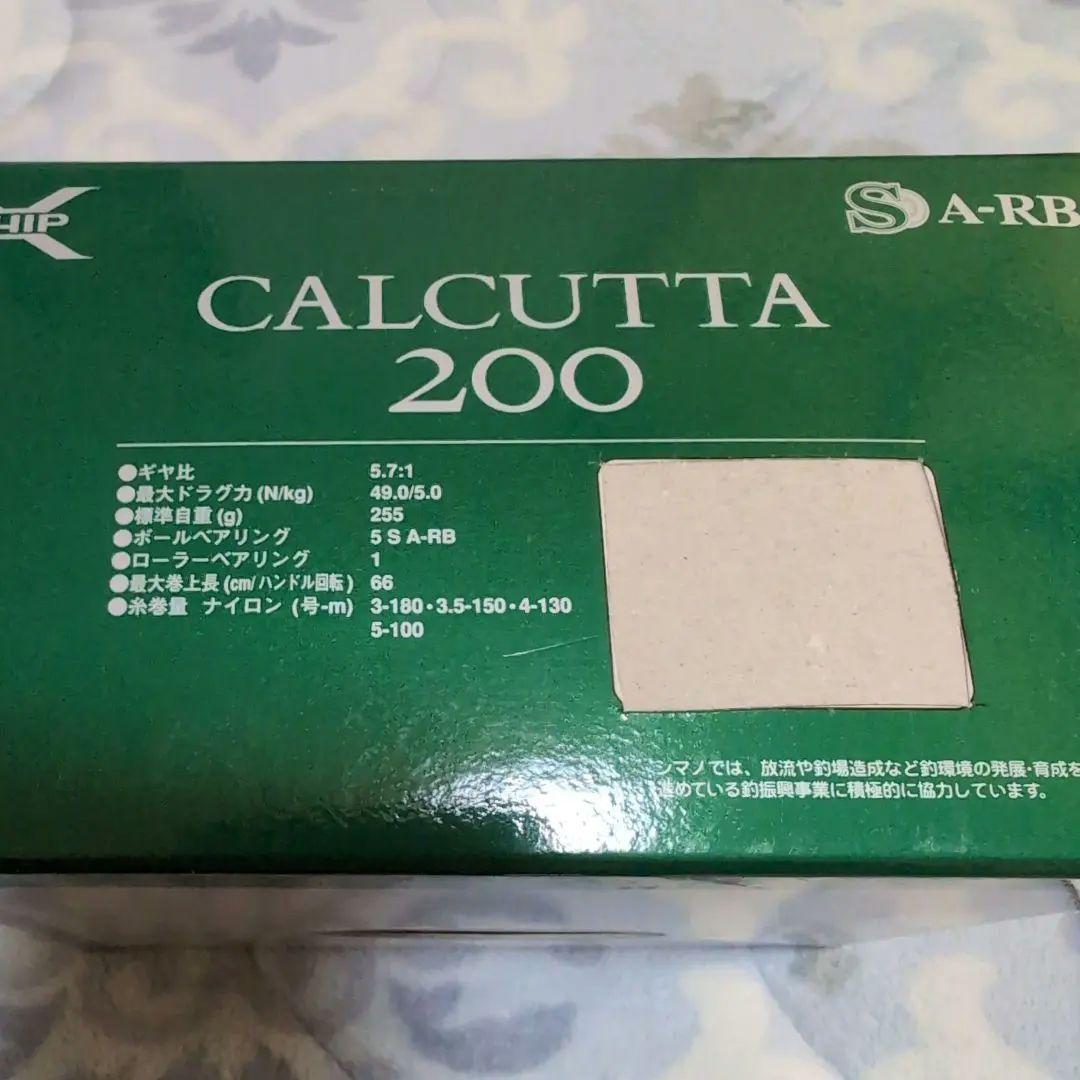 HIP
S A-RB
CALCUTTA
200
●ギヤ比 5.7:1
●最大ドラグ力(N/kg) 49.0/5.0
●標準自重(g) 255
●ボールベアリング 5 S A-RB
●ローラーベアリング 1
●最大巻上長(cm/ハンドル回転) 66
●糸巻量 ナイロン(号-m) 3-180・3.5-150・4-130
5-100
シマノでは、放流や釣場造成など釣環境の発展・育成を
進めている釣振興事業に積極的に協力しています。